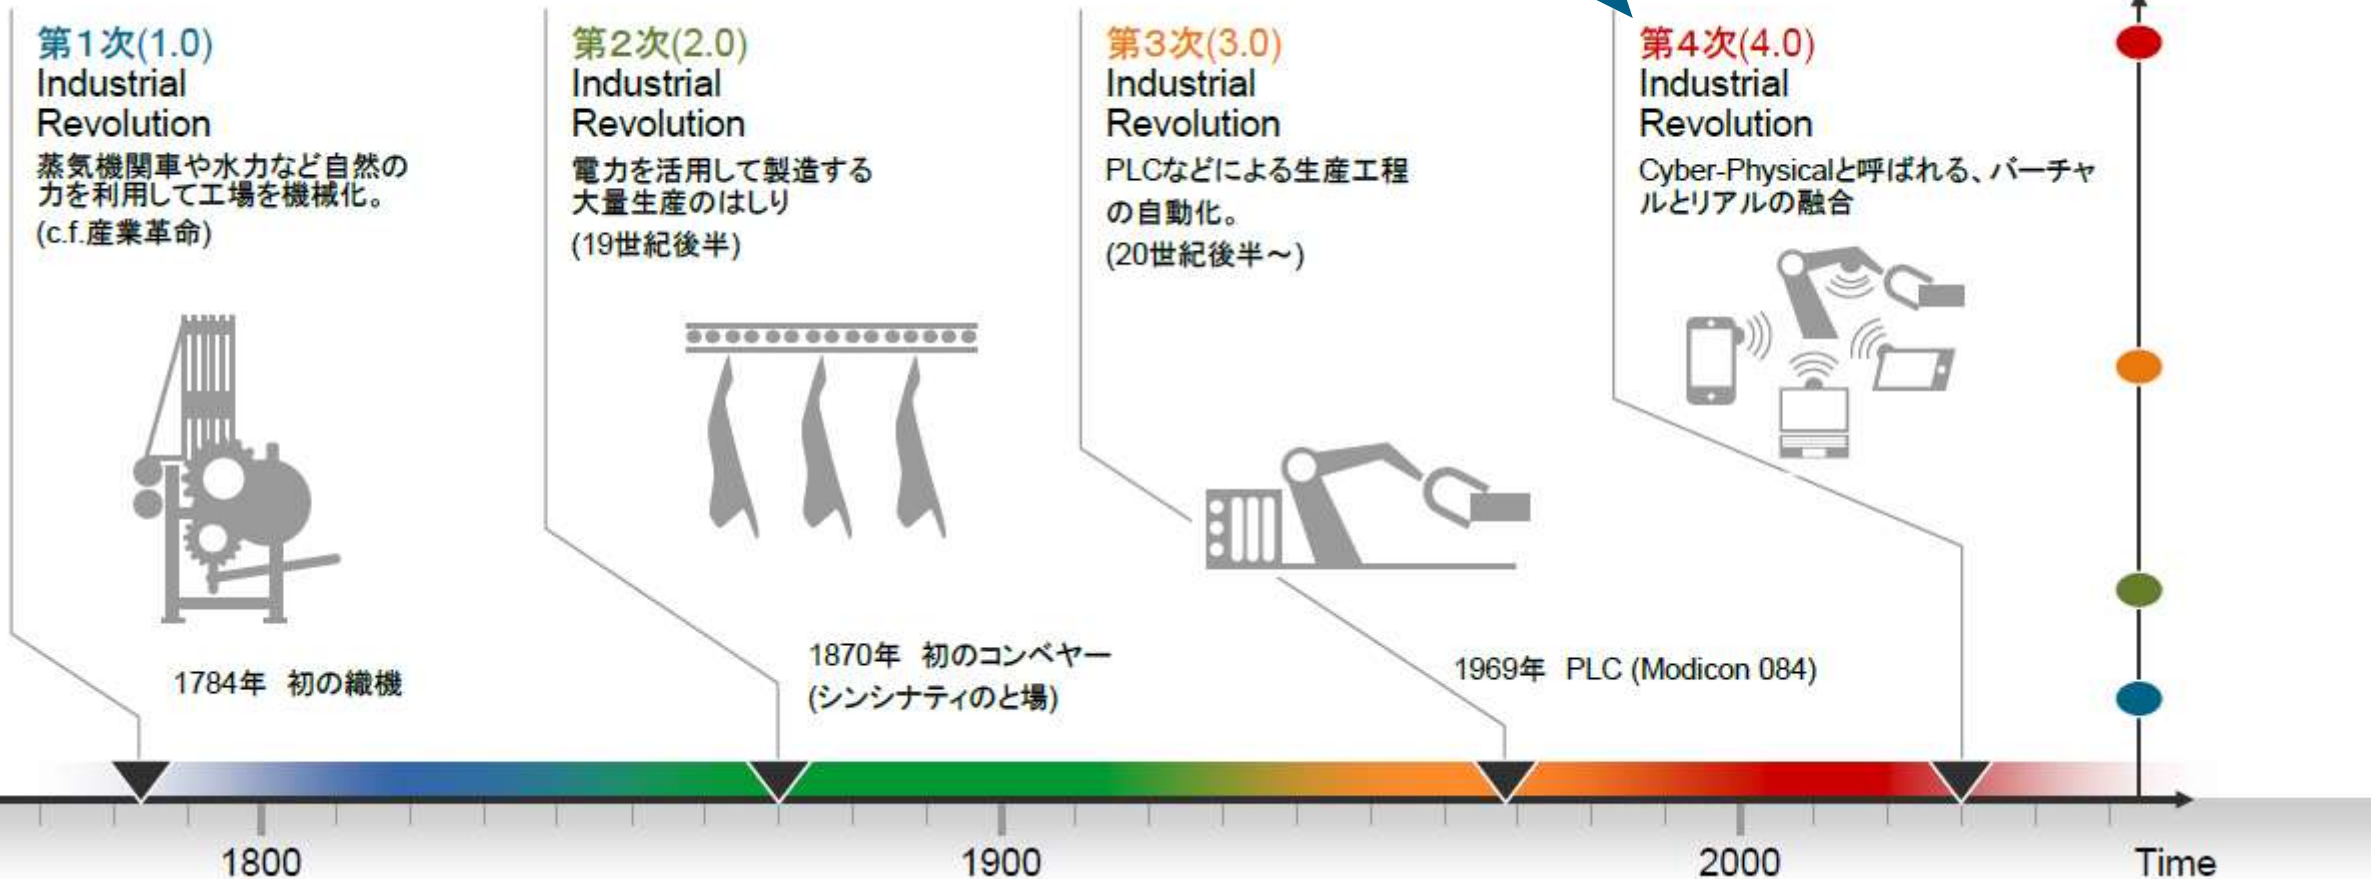 第1次(1.0)
Industrial
Revolution
蒸気機関車や水力など自然の
力を利用して工場を機械化。
(c.f.産業革命)
1784年 初の織機
第2次(2.0)
Industrial
Revolution
電力を活用して製造する
大量生産のはしり
(19世紀後半)
1870年 初のコンベヤー
(シンシナティのと場)
第3次(3.0)
Industrial
Revolution
PLCなどによる生産工程
の自動化。
(20世紀後半～)
1969年 PLC (Modicon 084)
第4次(4.0)
Industrial
Revolution
Cyber-Physicalと呼ばれる、バーチャ
ルとリアルの融合
1800
1900
2000
Time